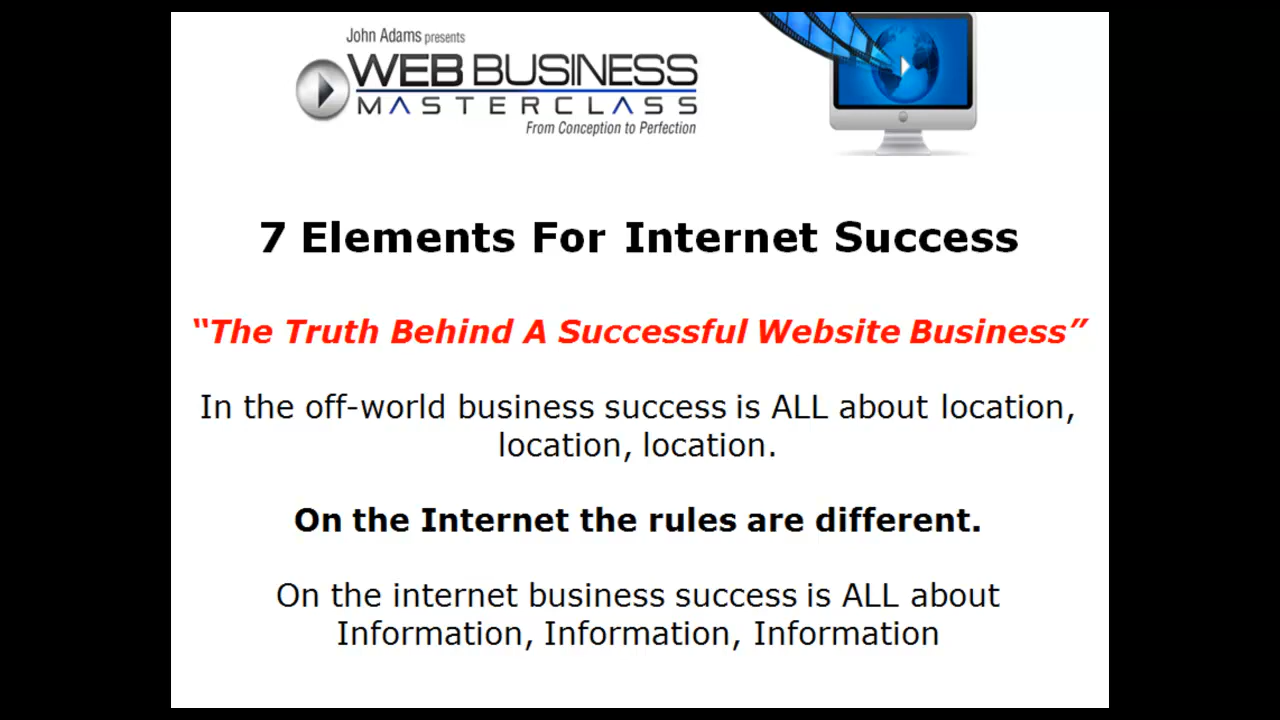 John Adams presents
WEB BUSINESS
MASTERCLASS
From Conception to Perfection
7 Elements For Internet Success
“The Truth Behind A Successful Website Business”
In the off-world business success is ALL about location,
location, location.
On the Internet the rules are different.
On the internet business success is ALL about
Information, Information, Information